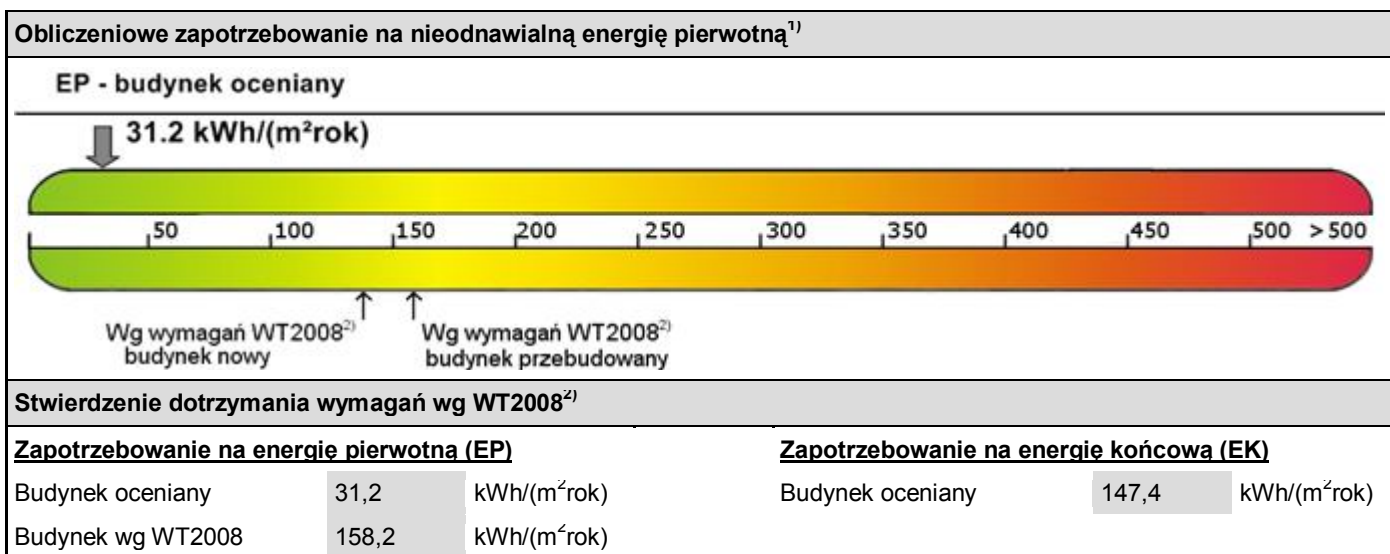 Obliczeniowe zapotrzebowanie na nieodnawialną energię pierwotną¹⁾
EP - budynek oceniany
31.2 kWh/(m²rok)
50 100 150 200 250 300 350 400 450 500 > 500
Wg wymagań WT2008²⁾
budynek nowy
Wg wymagań WT2008²⁾
budynek przebudowany
Stwierdzenie dotrzymania wymagań wg WT2008²⁾
Zapotrzebowanie na energię pierwotną (EP) Zapotrzebowanie na energię końcową (EK)
Budynek oceniany 31,2 kWh/(m²rok) Budynek oceniany 147,4 kWh/(m²rok)
Budynek wg WT2008 158,2 kWh/(m²rok)